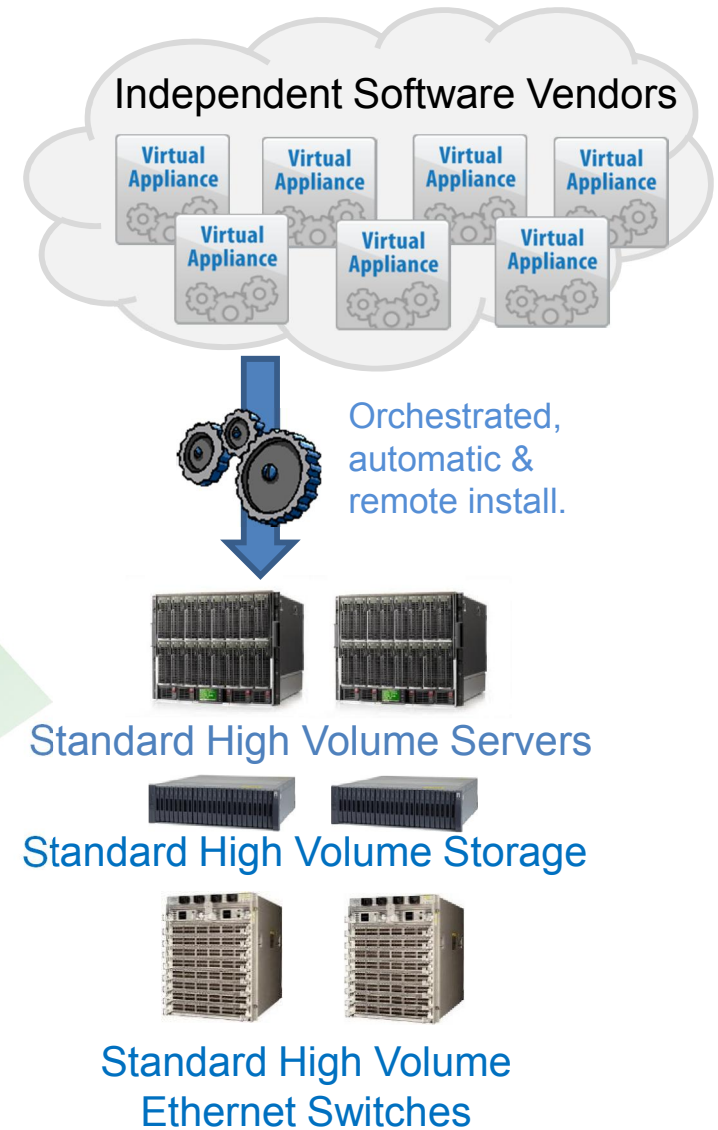 Independent Software Vendors
Virtual
Appliance
Virtual
Appliance
Virtual
Appliance
Virtual
Appliance
Virtual
Appliance
Virtual
Appliance
Virtual
Appliance
Orchestrated,
automatic &
remote install.
Standard High Volume Servers
Standard High Volume Storage
Standard High Volume
Ethernet Switches